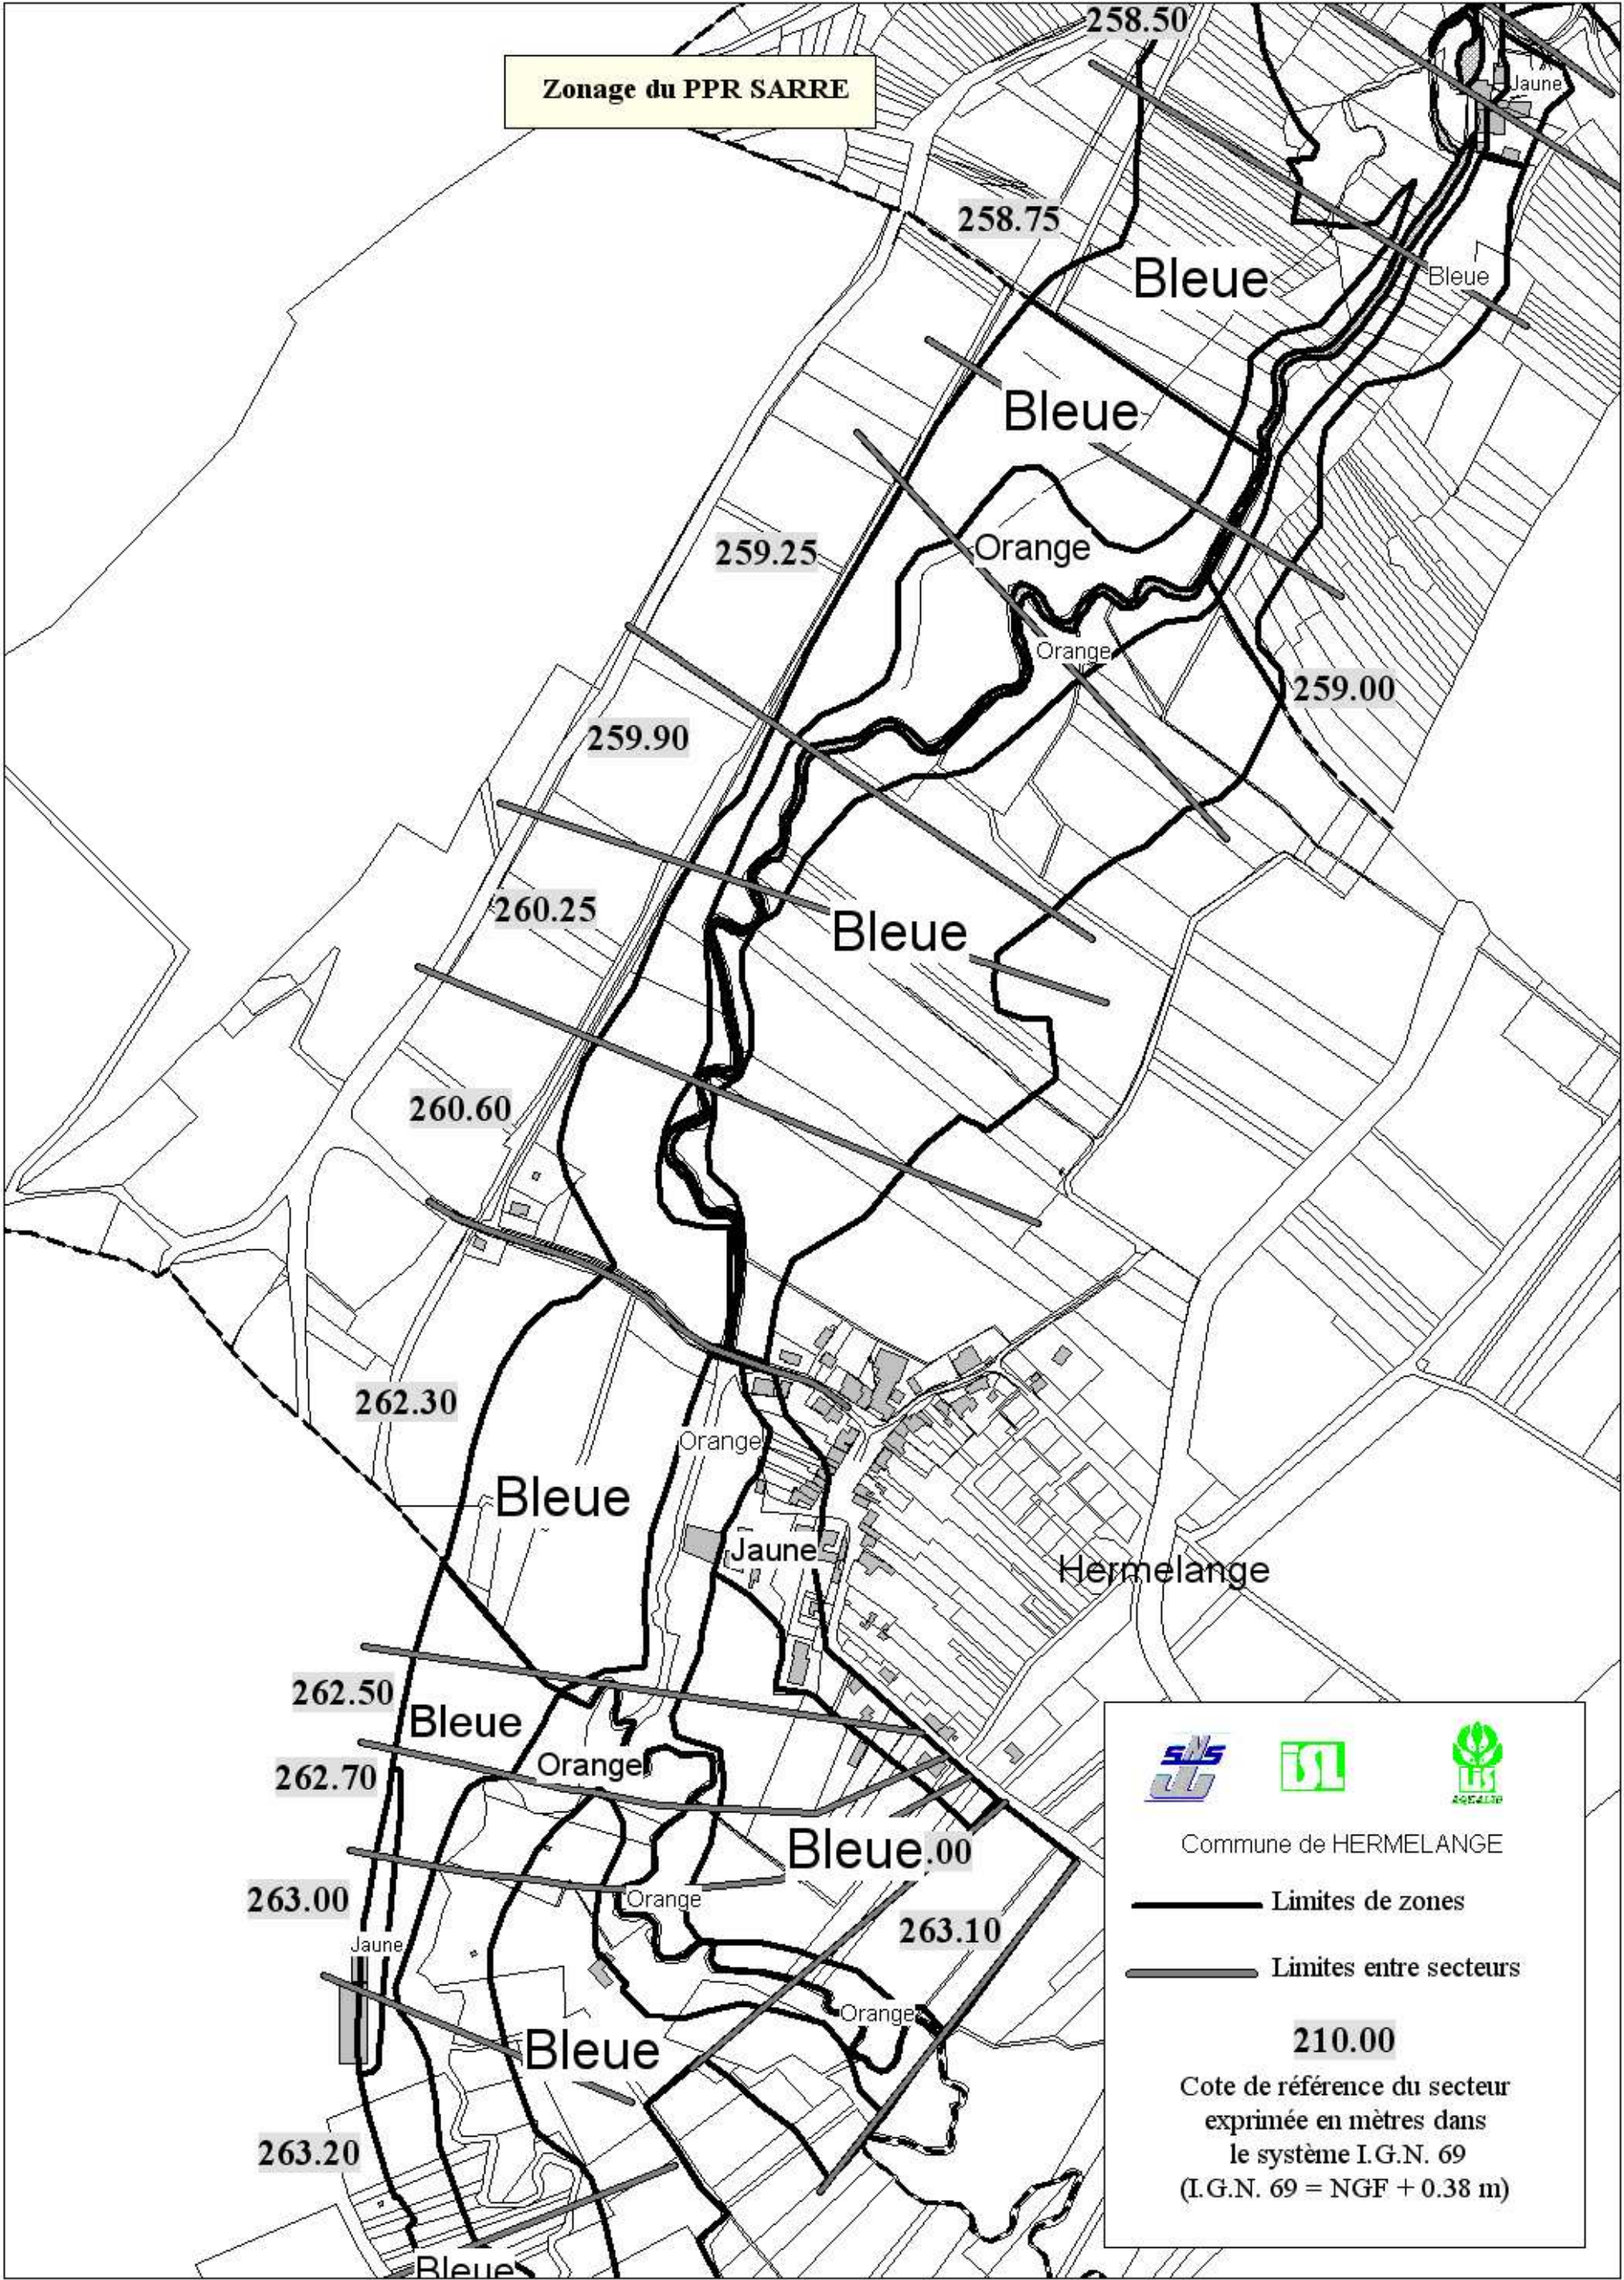 258.50
Zonage du PPR SARRE
Jaune
258.75
Bleue
Bleue
Bleue
Orange
259.25
Orange
259.00
259.90
260.25
Bleue
260.60
262.30
Orange
Bleue
Jaune
Hermelange
262.50
Bleue
Orange
262.70
Bleue
.00
263.00
Orange
263.10
Jaune
Orange
Bleue
263.20
Bleue
SNS
ISL
LIS
Commune de HERMELANGE
Limites de zones
Limites entre secteurs
210.00
Cote de référence du secteur
exprimée en mètres dans
le système I.G.N. 69
(I.G.N. 69 = NGF + 0.38 m)